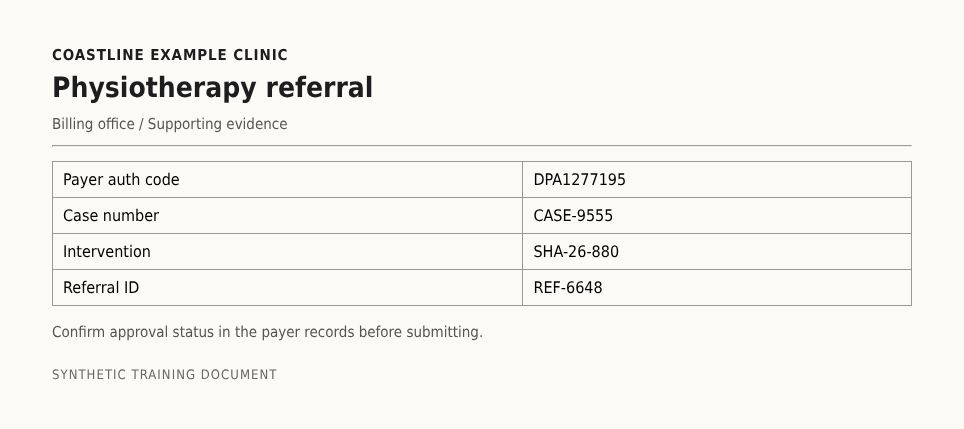 COASTLINE EXAMPLE CLINIC
Physiotherapy referral
Billing office / Supporting evidence
Payer auth code DPA1277195
Case number CASE-9555
Intervention SHA-26-880
Referral ID REF-6648
Confirm approval status in the payer records before submitting.
SYNTHETIC TRAINING DOCUMENT